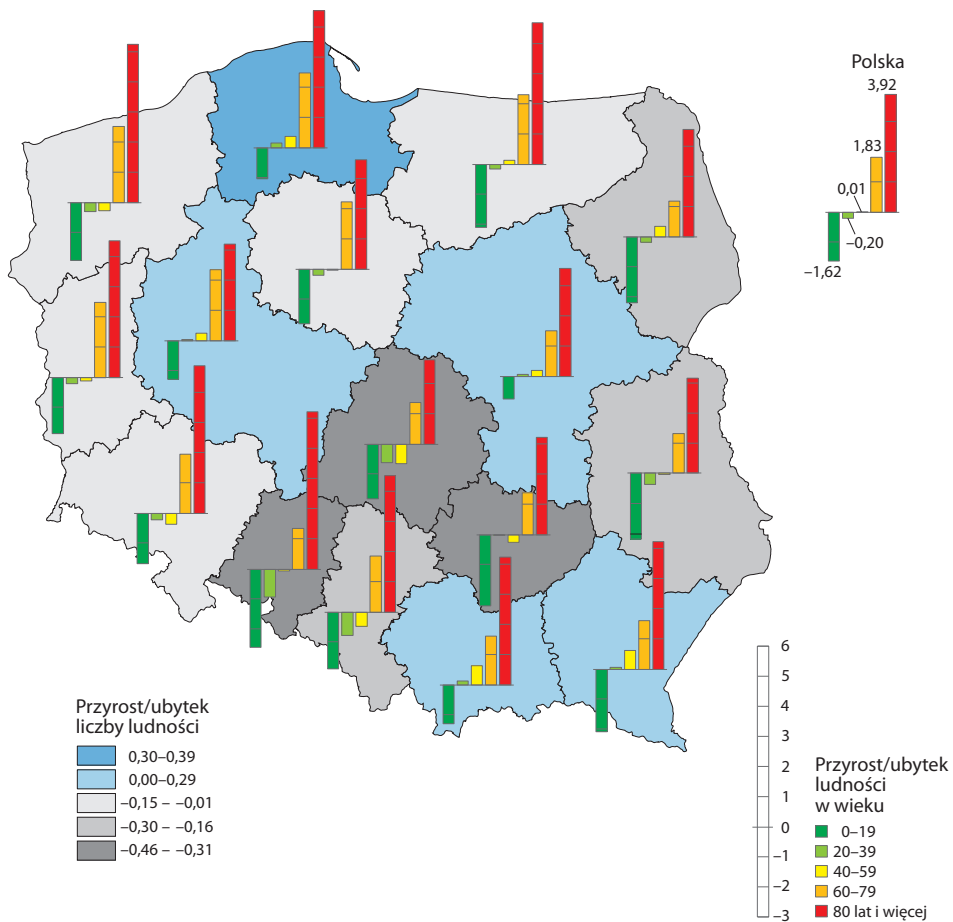 Polska
3,92
1,83
0,01
–0,20
–1,62
Przyrost/ubytek
liczby ludności
0,30–0,39
0,00–0,29
–0,15 – –0,01
–0,30 – –0,16
–0,46 – –0,31
6
5
4
3
2
1
0
–1
–2
–3
Przyrost/ubytek
ludności
w wieku
0–19
20–39
40–59
60–79
80 lat i więcej